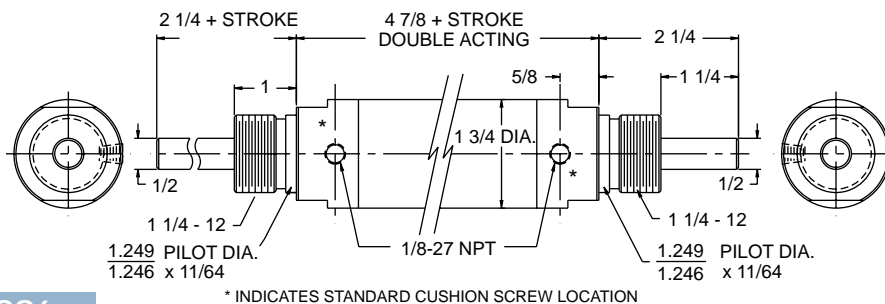 2 1/4 + STROKE
4 7/8 + STROKE
DOUBLE ACTING
2 1/4
1
5/8
1 1/4
*
1 3/4 DIA.
*
1/2
1/2
1 1/4 - 12
1 1/4 - 12
1.249
1.246
PILOT DIA.
x 11/64
1/8-27 NPT
1.249
1.246
PILOT DIA.
x 11/64
* INDICATES STANDARD CUSHION SCREW LOCATION